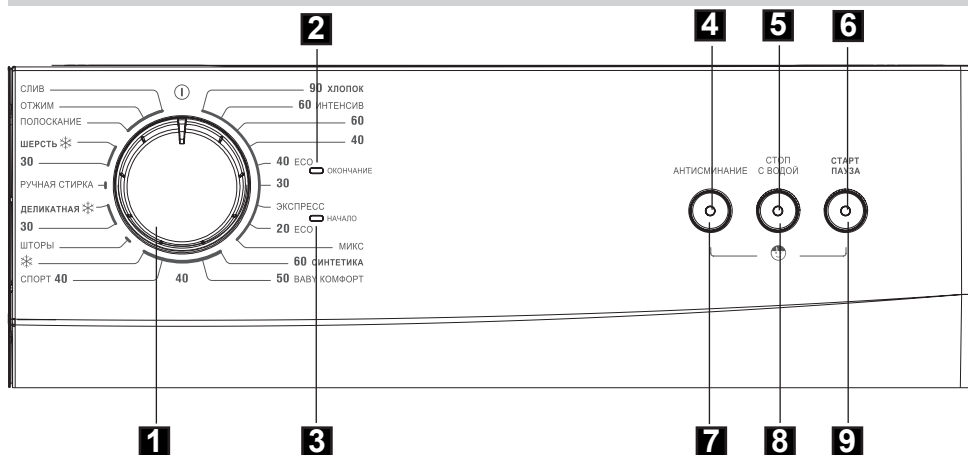 2
4 5 6
СЛИВ
ОТЖИМ
ПОЛОСКАНИЕ
ШЕРСТЬ
30
РУЧНАЯ СТИРКА
ДЕЛИКАТНАЯ
30
ШТОРЫ
СПОРТ 40
40
90 ХЛОПОК
60 ИНТЕНСИВ
60
40
40 ECO
30
ЭКСПРЕСС
20 ECO
МИКС
60 СИНТЕТИКА
50 BABY КОМФОРТ
ОКОНЧАНИЕ
НАЧАЛО
АНТИСМИНАНИЕ
СТОП
С ВОДОЙ
СТАРТ
ПАУЗА
1
3
7 8 9